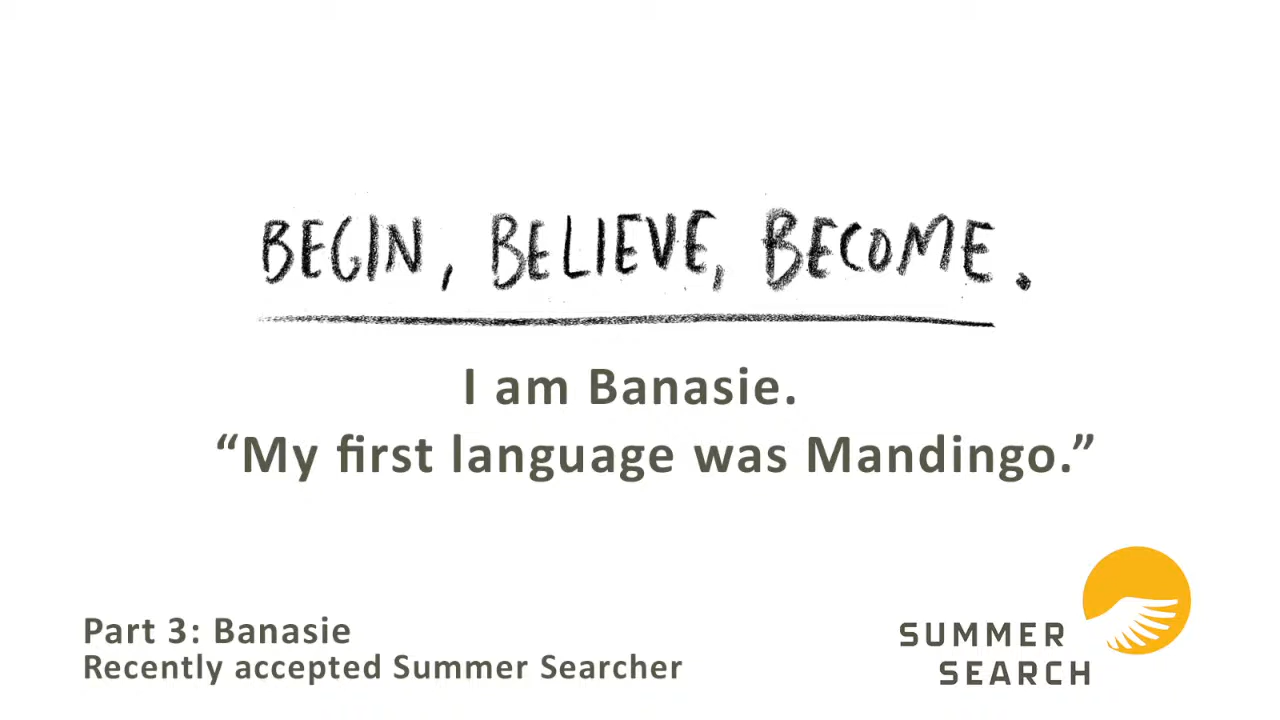 BEGIN, BELIEVE, BECOME.
I am Banasie.
“My first language was Mandingo.”
Part 3: Banasie
Recently accepted Summer Searcher
SUMMER
SEARCH